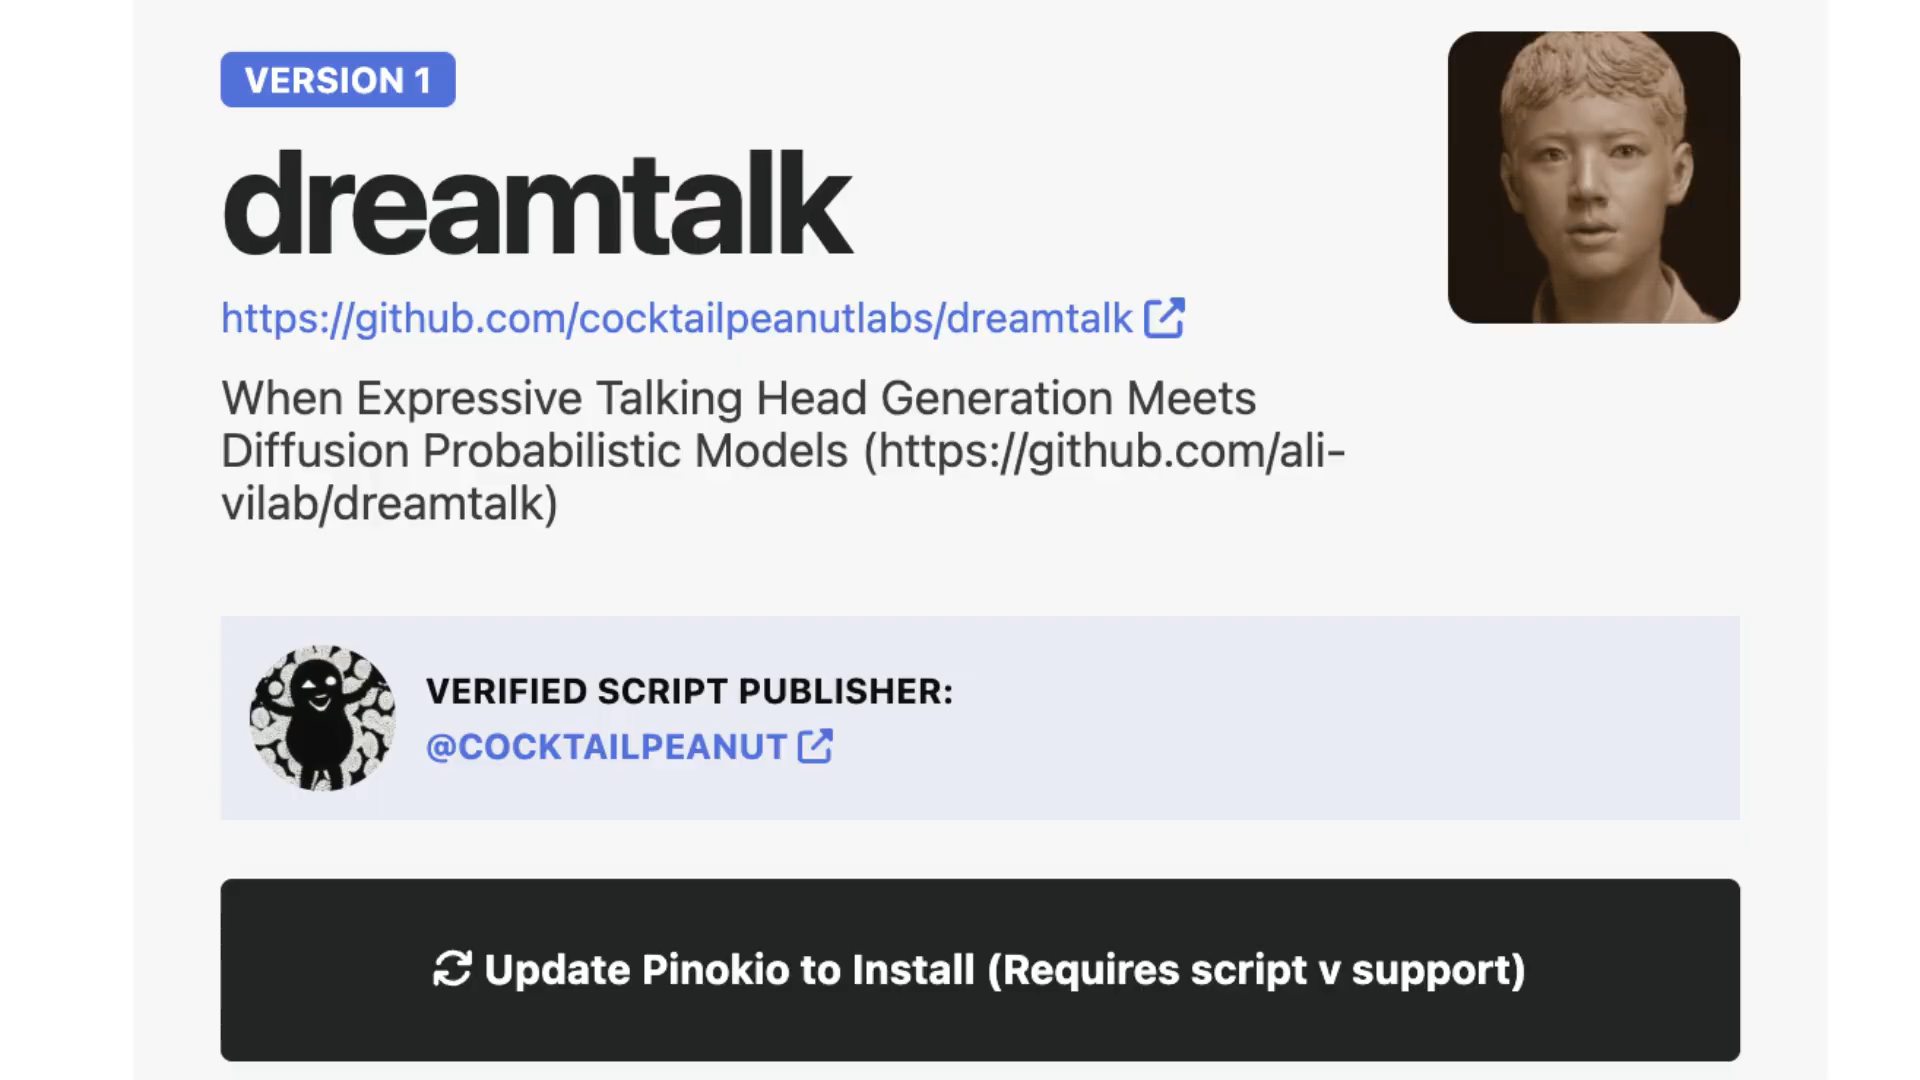 VERSION 1
dreamtalk
https://github.com/cocktailpeanutlabs/dreamtalk
When Expressive Talking Head Generation Meets
Diffusion Probabilistic Models (https://github.com/ali-
vilab/dreamtalk)
VERIFIED SCRIPT PUBLISHER:
@COCKTAILPEANUT
Update Pinokio to Install (Requires script v support)